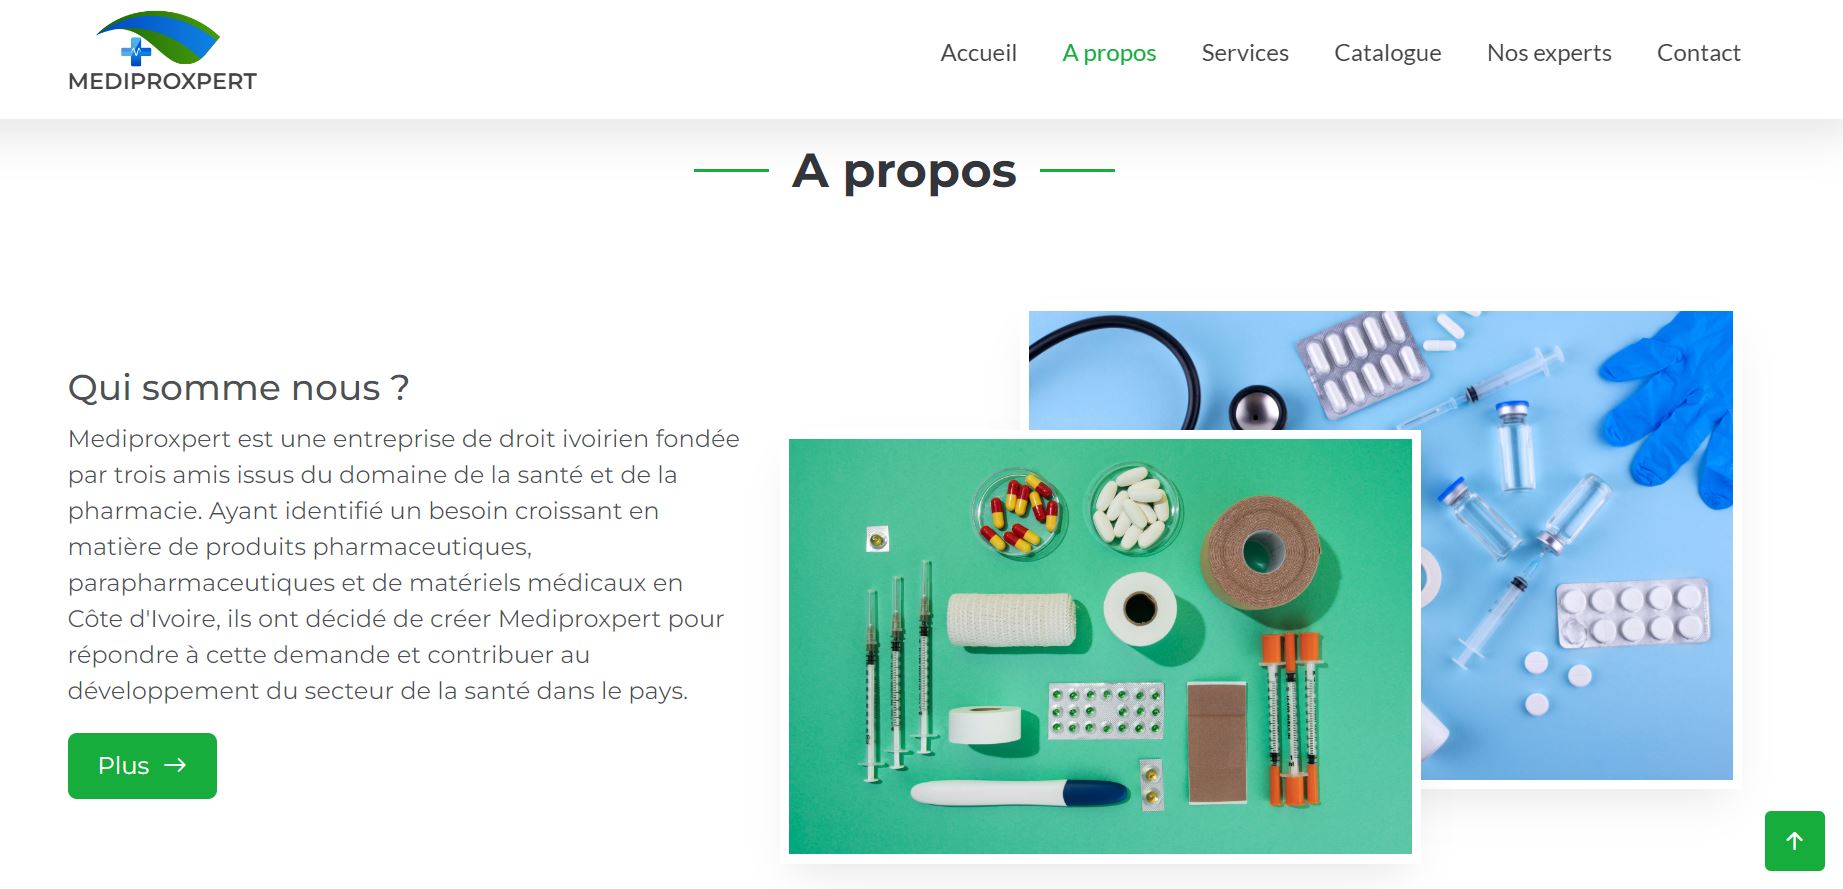 MEDIPROXPERT
Accueil A propos Services Catalogue Nos experts Contact
A propos
Qui somme nous ?
Mediproxpert est une entreprise de droit ivoirien fondée
par trois amis issus du domaine de la santé et de la
pharmacie. Ayant identifié un besoin croissant en
matière de produits pharmaceutiques,
parapharmaceutiques et de matériels médicaux en
Côte d'Ivoire, ils ont décidé de créer Mediproxpert pour
répondre à cette demande et contribuer au
développement du secteur de la santé dans le pays.
Plus